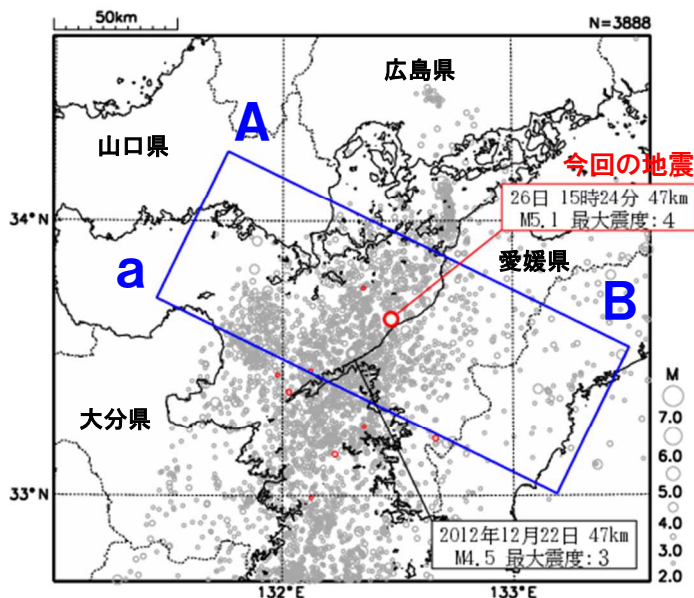 50km
N=3888
広島県
A
山口県
今回の地震
26日 15時24分 47km
M5.1 最大震度:4
34°N
愛媛県
a
B
M
大分県
7.0
6.0
5.0
4.0
3.0
2.0
33°N
2012年12月22日 47km
M4.5 最大震度:3
132°E
133°E